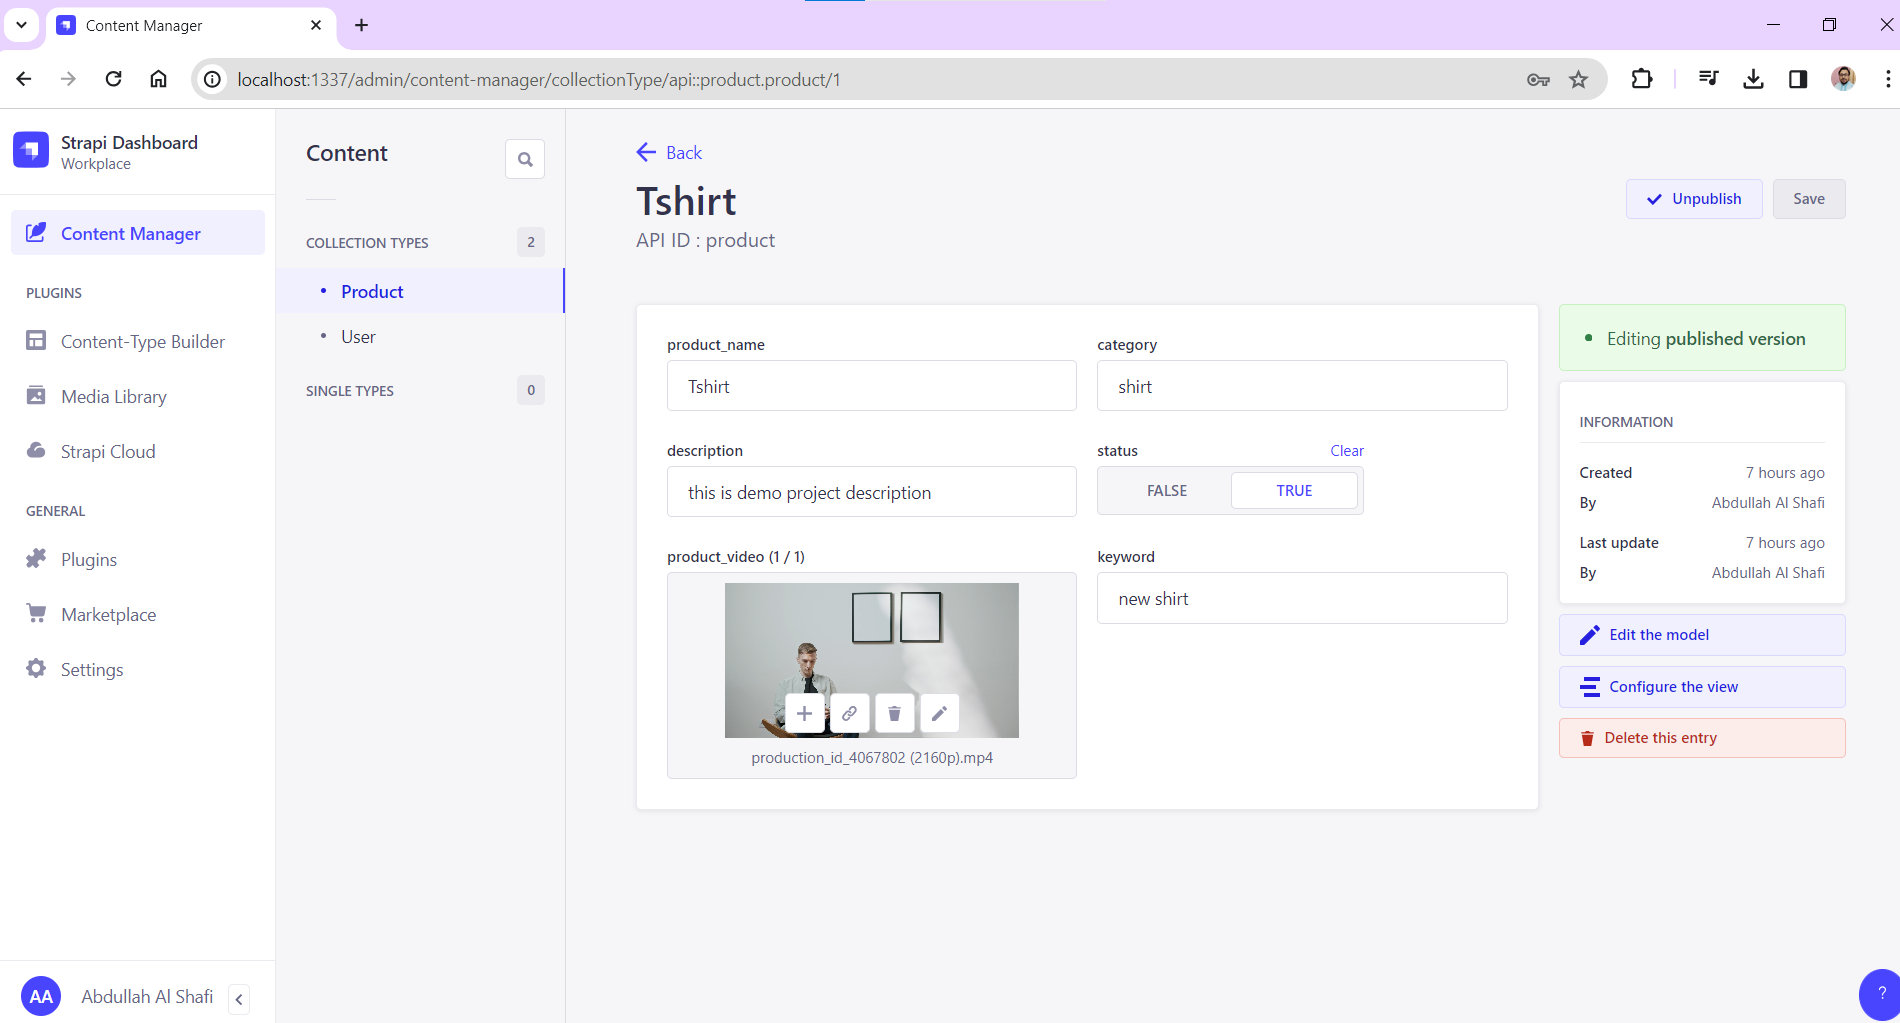 Content Manager
localhost:1337/admin/content-manager/collectionType/api::product.product/1
Strapi Dashboard
Workplace
Content Manager
PLUGINS
Content-Type Builder
Media Library
Strapi Cloud
GENERAL
Plugins
Marketplace
Settings
AA
Abdullah Al Shafi
Content
COLLECTION TYPES 2
Product
User
SINGLE TYPES 0
Back
Tshirt
API ID : product
Unpublish
Save
product_name
Tshirt
category
shirt
description
this is demo project description
status
Clear
FALSE
TRUE
product_video (1 / 1)
production_id_4067802 (2160p).mp4
keyword
new shirt
Editing published version
INFORMATION
Created 7 hours ago
By Abdullah Al Shafi
Last update 7 hours ago
By Abdullah Al Shafi
Edit the model
Configure the view
Delete this entry
?